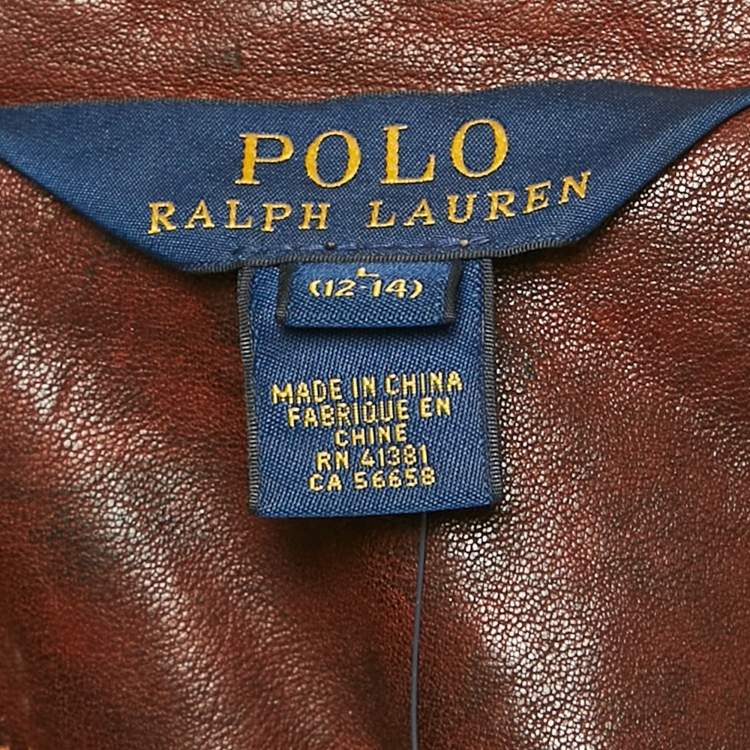 POLO
RALPH LAUREN
L
(12-14)
MADE IN CHINA
FABRIQUE EN
CHINE
RN 41381
CA 56658